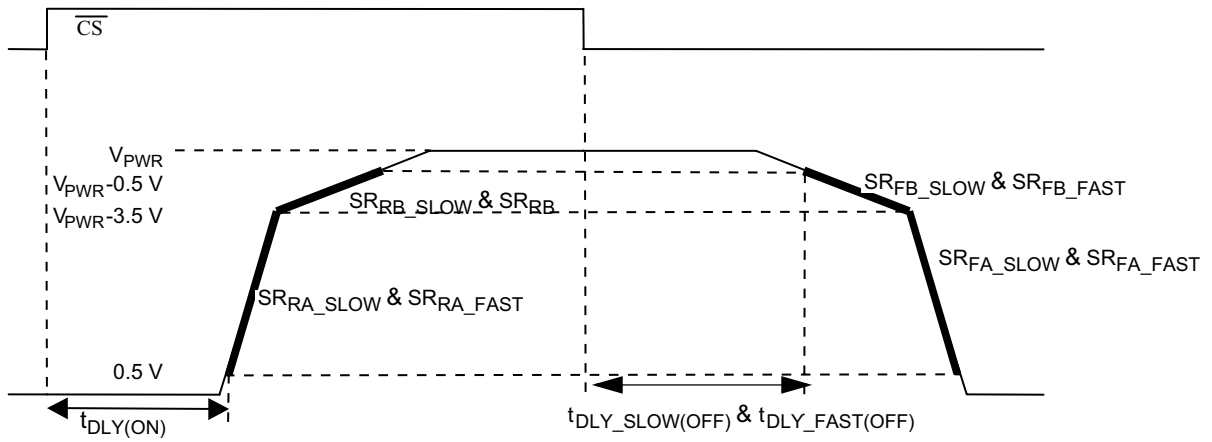 CS
VPWR
VPWR-0.5 V
VPWR-3.5 V
SRRB_SLOW & SRRB
SRFB_SLOW & SRFB_FAST
SRFA_SLOW & SRFA_FAST
SRRA_SLOW & SRRA_FAST
0.5 V
tDLY(ON)
tDLY_SLOW(OFF) & tDLY_FAST(OFF)